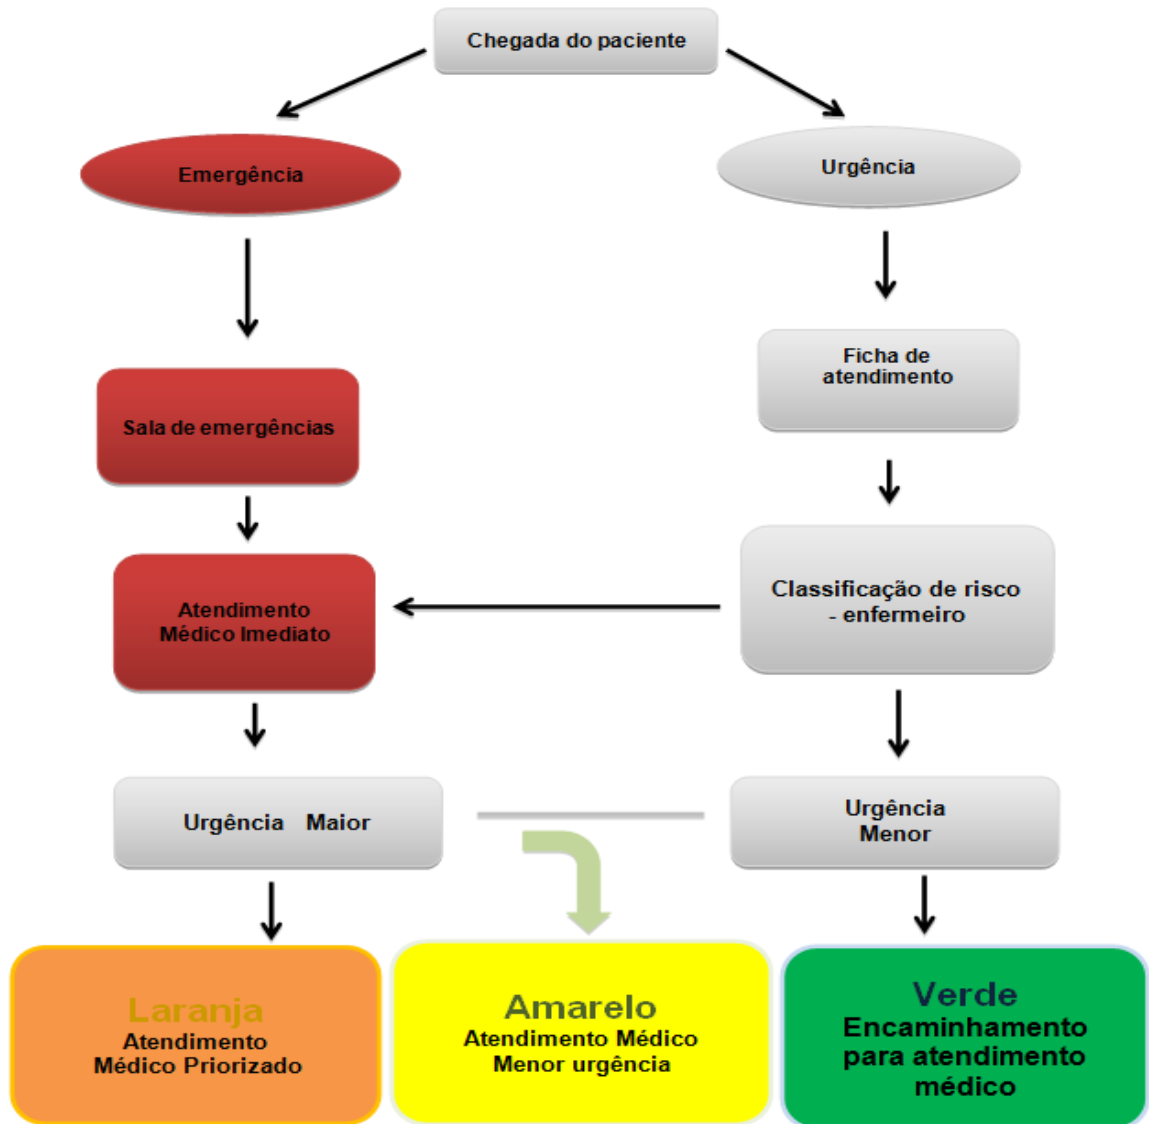 Chegada do paciente
Emergência
Urgência
Ficha de
atendimento
Sala de emergências
Classificação de risco
- enfermeiro
Atendimento
Médico Imediato
Urgência Maior
Urgência
Menor
Laranja
Atendimento
Médico Priorizado
Amarelo
Atendimento Médico
Menor urgência
Verde
Encaminhamento
para atendimento
médico